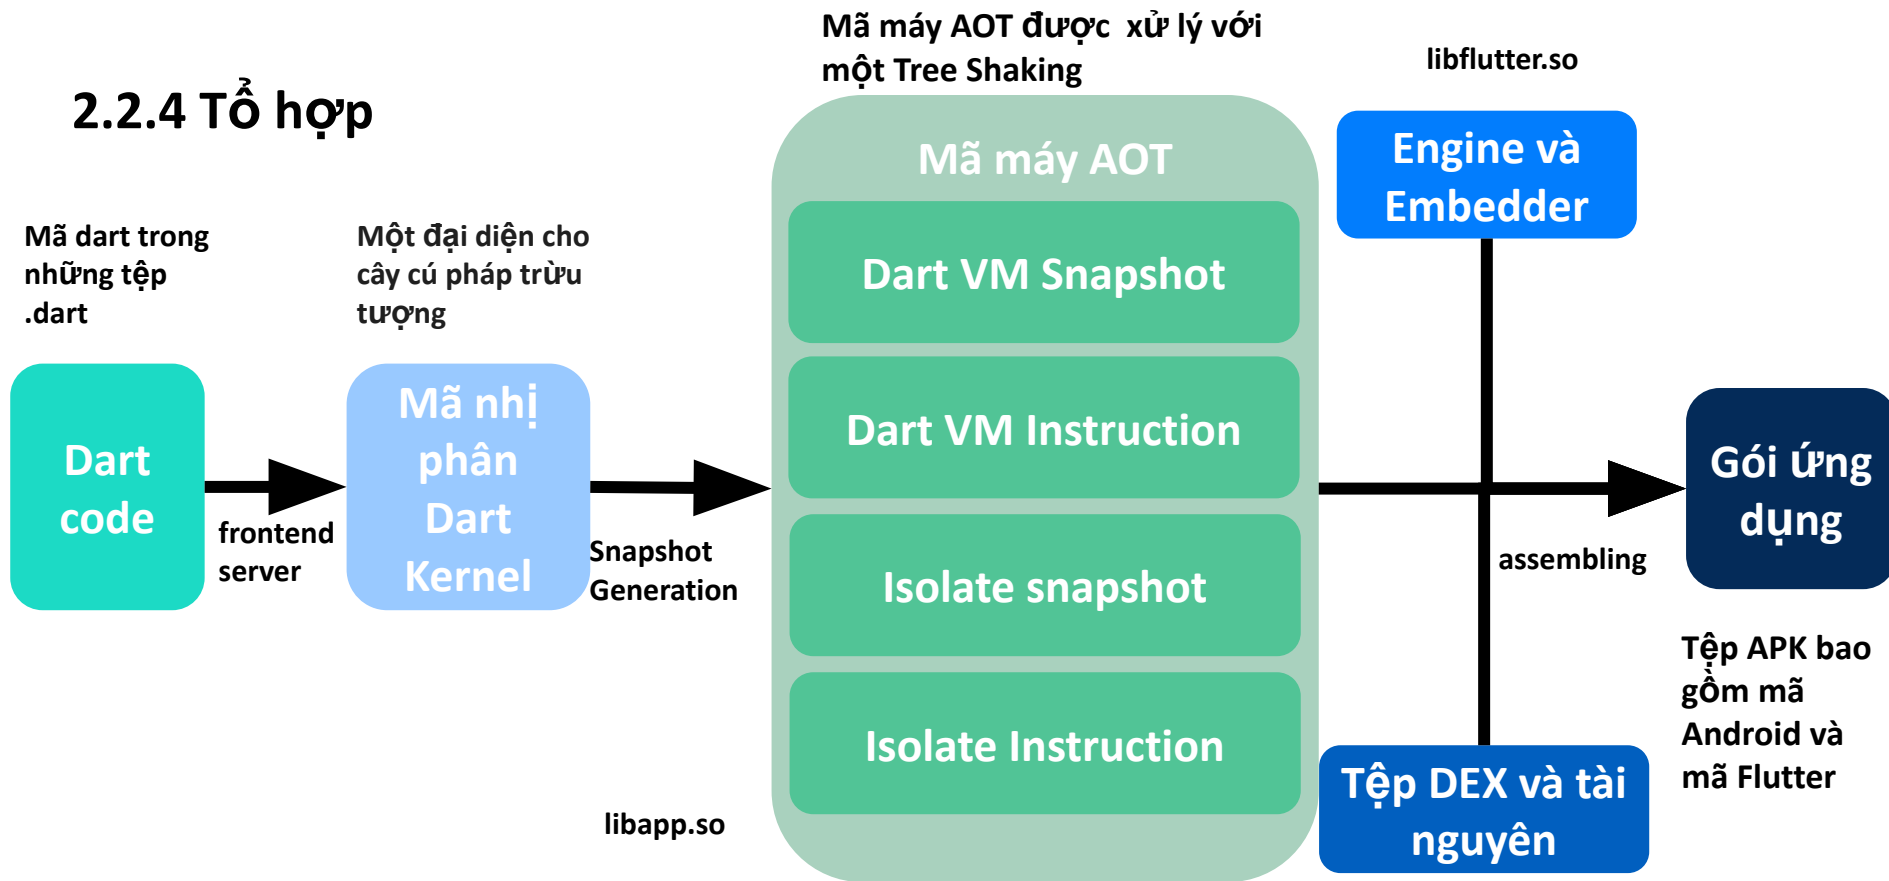 2.2.4 Tổ hợp
Mã dart trong
những tệp
.dart
Dart
code
frontend
server
Một đại diện cho
cây cú pháp trừu
tượng
Mã nhị
phân
Dart
Kernel
Snapshot
Generation
libapp.so
Mã máy AOT được  xử lý với
một Tree Shaking
Mã máy AOT
Dart VM Snapshot
Dart VM Instruction
Isolate snapshot
Isolate Instruction
libflutter.so
Engine và
Embedder
assembling
Tệp DEX và tài
nguyên
Gói ứng
dụng
Tệp APK bao
gồm mã
Android và
mã Flutter